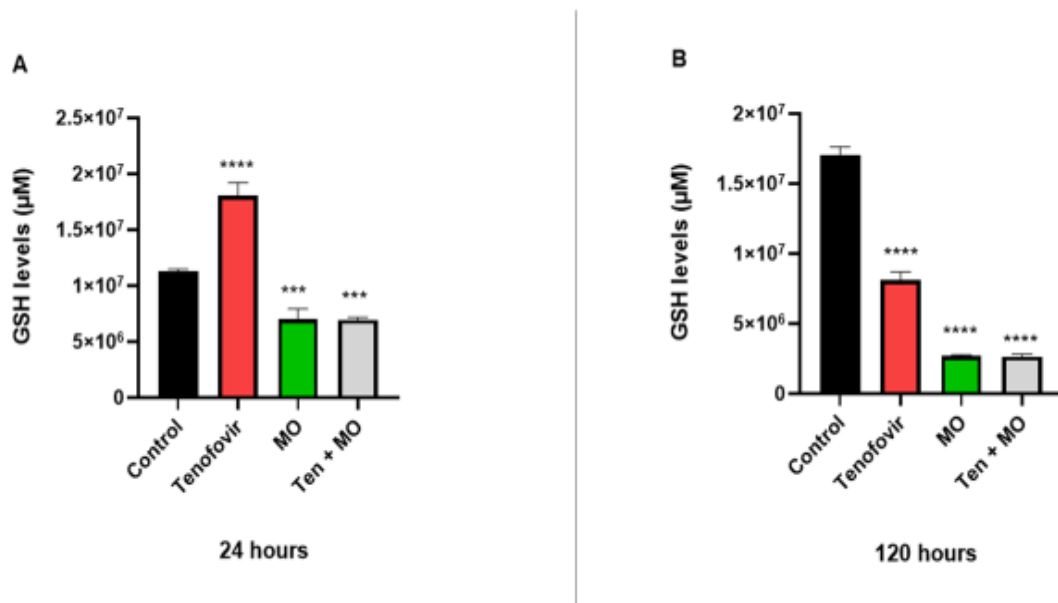 A
GSH levels (µM)
2.5×10⁷
2×10⁷
1.5×10⁷
1×10⁷
5×10⁶
0
****
***
***
Control
Tenofovir
MO
Ten + MO
24 hours
B
GSH levels (µM)
2×10⁷
1.5×10⁷
1×10⁷
5×10⁶
0
****
****
****
Control
Tenofovir
MO
Ten + MO
120 hours